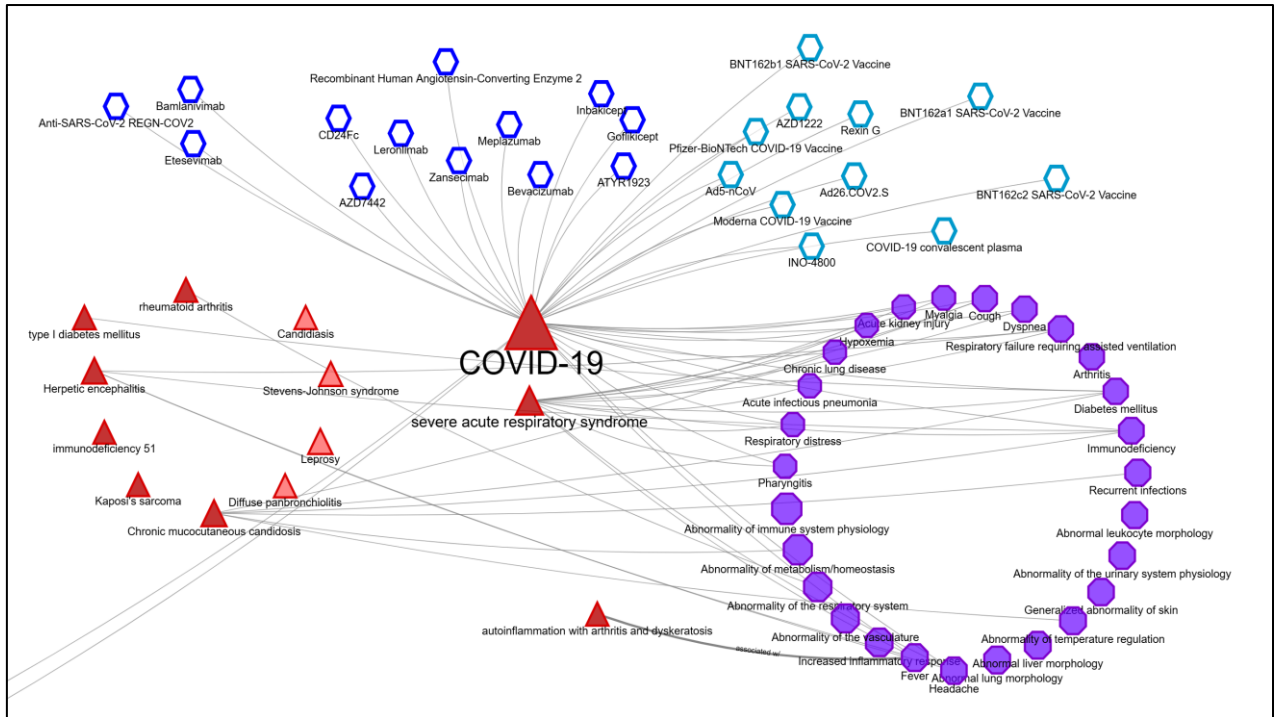 BNT162b1 SARS-CoV-2 Vaccine
Recombinant Human Angiotensin-Converting Enzyme 2
Bamlanivimab
Inbakicept
BNT162a1 SARS-CoV-2 Vaccine
Anti-SARS-CoV-2 REGN-COV2
AZD1222
Rexin G
Goflikicept
CD24Fc
Meplazumab
Leronlimab
Pfizer-BioNTech COVID-19 Vaccine
Etesevimab
Zansecimab
ATYR1923
Bevacizumab
Ad5-nCoV
Ad26.COV2.S
BNT162c2 SARS-CoV-2 Vaccine
AZD7442
Moderna COVID-19 Vaccine
COVID-19 convalescent plasma
INO-4800
rheumatoid arthritis
Myalgia
Cough
Acute kidney injury
Dyspnea
type I diabetes mellitus
Candidiasis
Hypoxemia
Respiratory failure requiring assisted ventilation
COVID-19
Chronic lung disease
Arthritis
Herpetic encephalitis
Stevens-Johnson syndrome
Acute infectious pneumonia
Diabetes mellitus
severe acute respiratory syndrome
Respiratory distress
immunodeficiency 51
Immunodeficiency
Leprosy
Pharyngitis
Recurrent infections
Kaposi's sarcoma
Diffuse panbronchiolitis
Chronic mucocutaneous candidosis
Abnormality of immune system physiology
Abnormal leukocyte morphology
Abnormality of metabolism/homeostasis
Abnormality of the urinary system physiology
Abnormality of the respiratory system
Generalized abnormality of skin
autoinflammation with arthritis and dyskeratosis
Abnormality of the vasculature
Abnormality of temperature regulation
associated w/
Increased inflammatory response
Abnormal liver morphology
Fever
Abnormal lung morphology
Headache